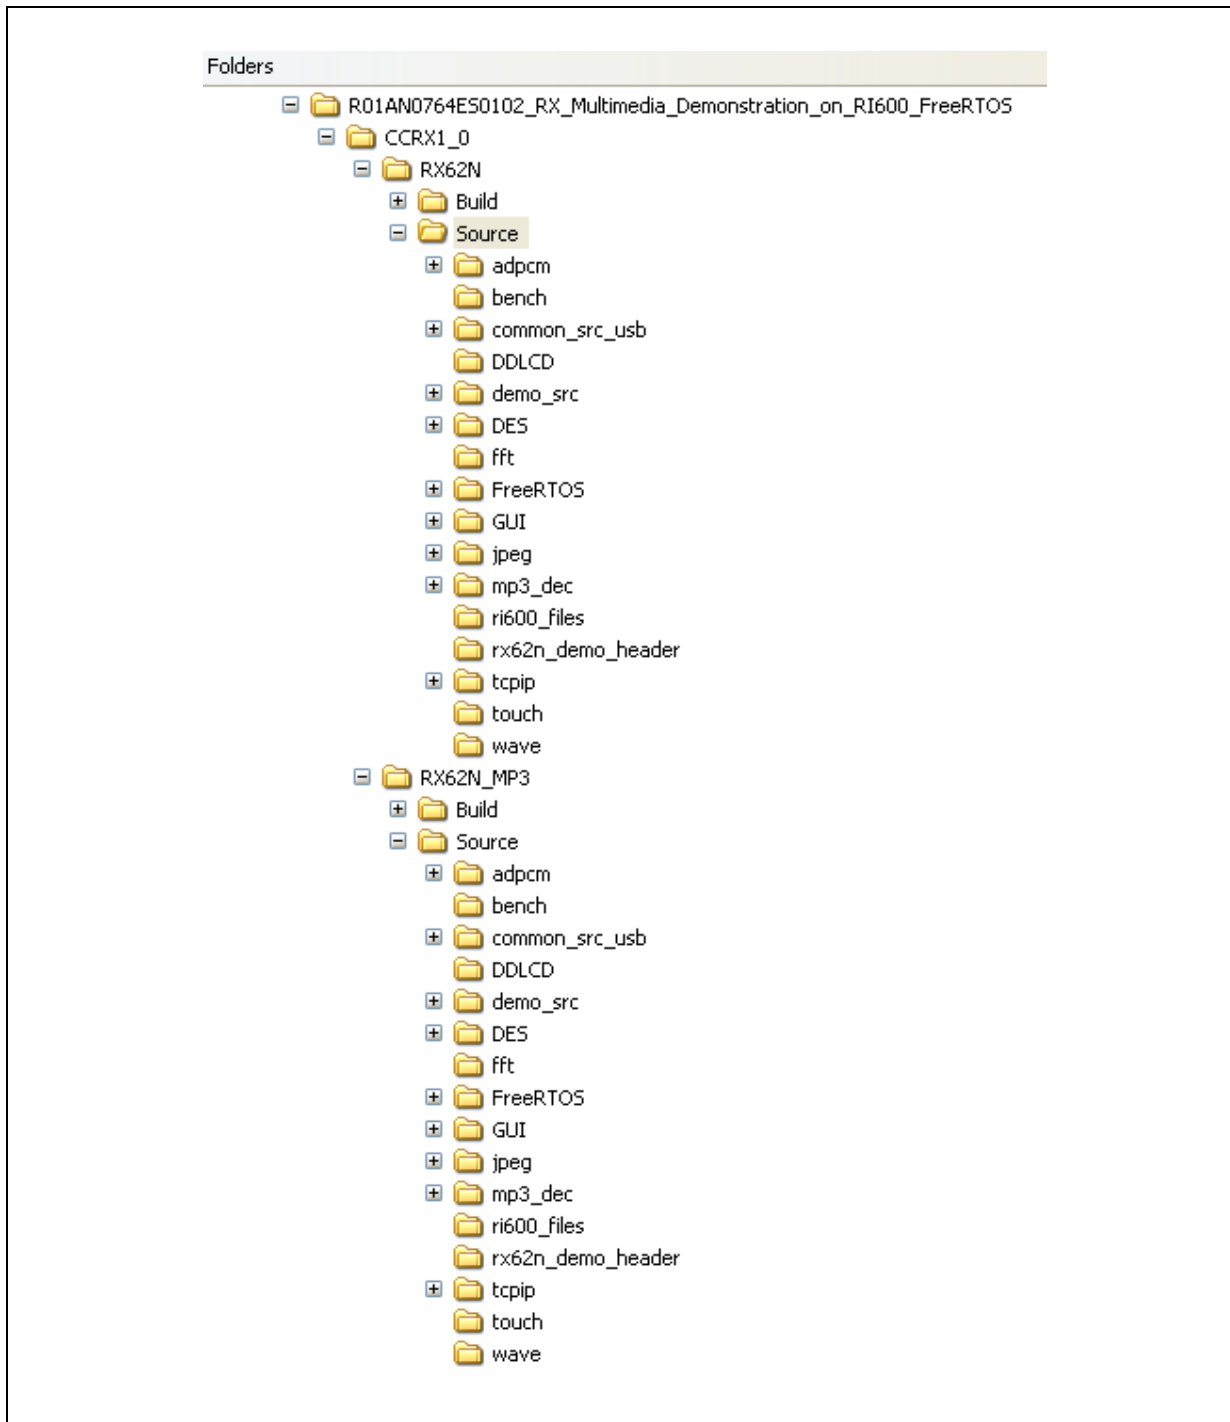 Folders
R01AN0764ES0102_RX_Multimedia_Demonstration_on_RI600_FreeRTOS
CCRX1_0
RX62N
Build
Source
adpcm
bench
common_src_usb
DDLCD
demo_src
DES
fft
FreeRTOS
GUI
jpeg
mp3_dec
ri600_files
rx62n_demo_header
tcpip
touch
wave
RX62N_MP3
Build
Source
adpcm
bench
common_src_usb
DDLCD
demo_src
DES
fft
FreeRTOS
GUI
jpeg
mp3_dec
ri600_files
rx62n_demo_header
tcpip
touch
wave